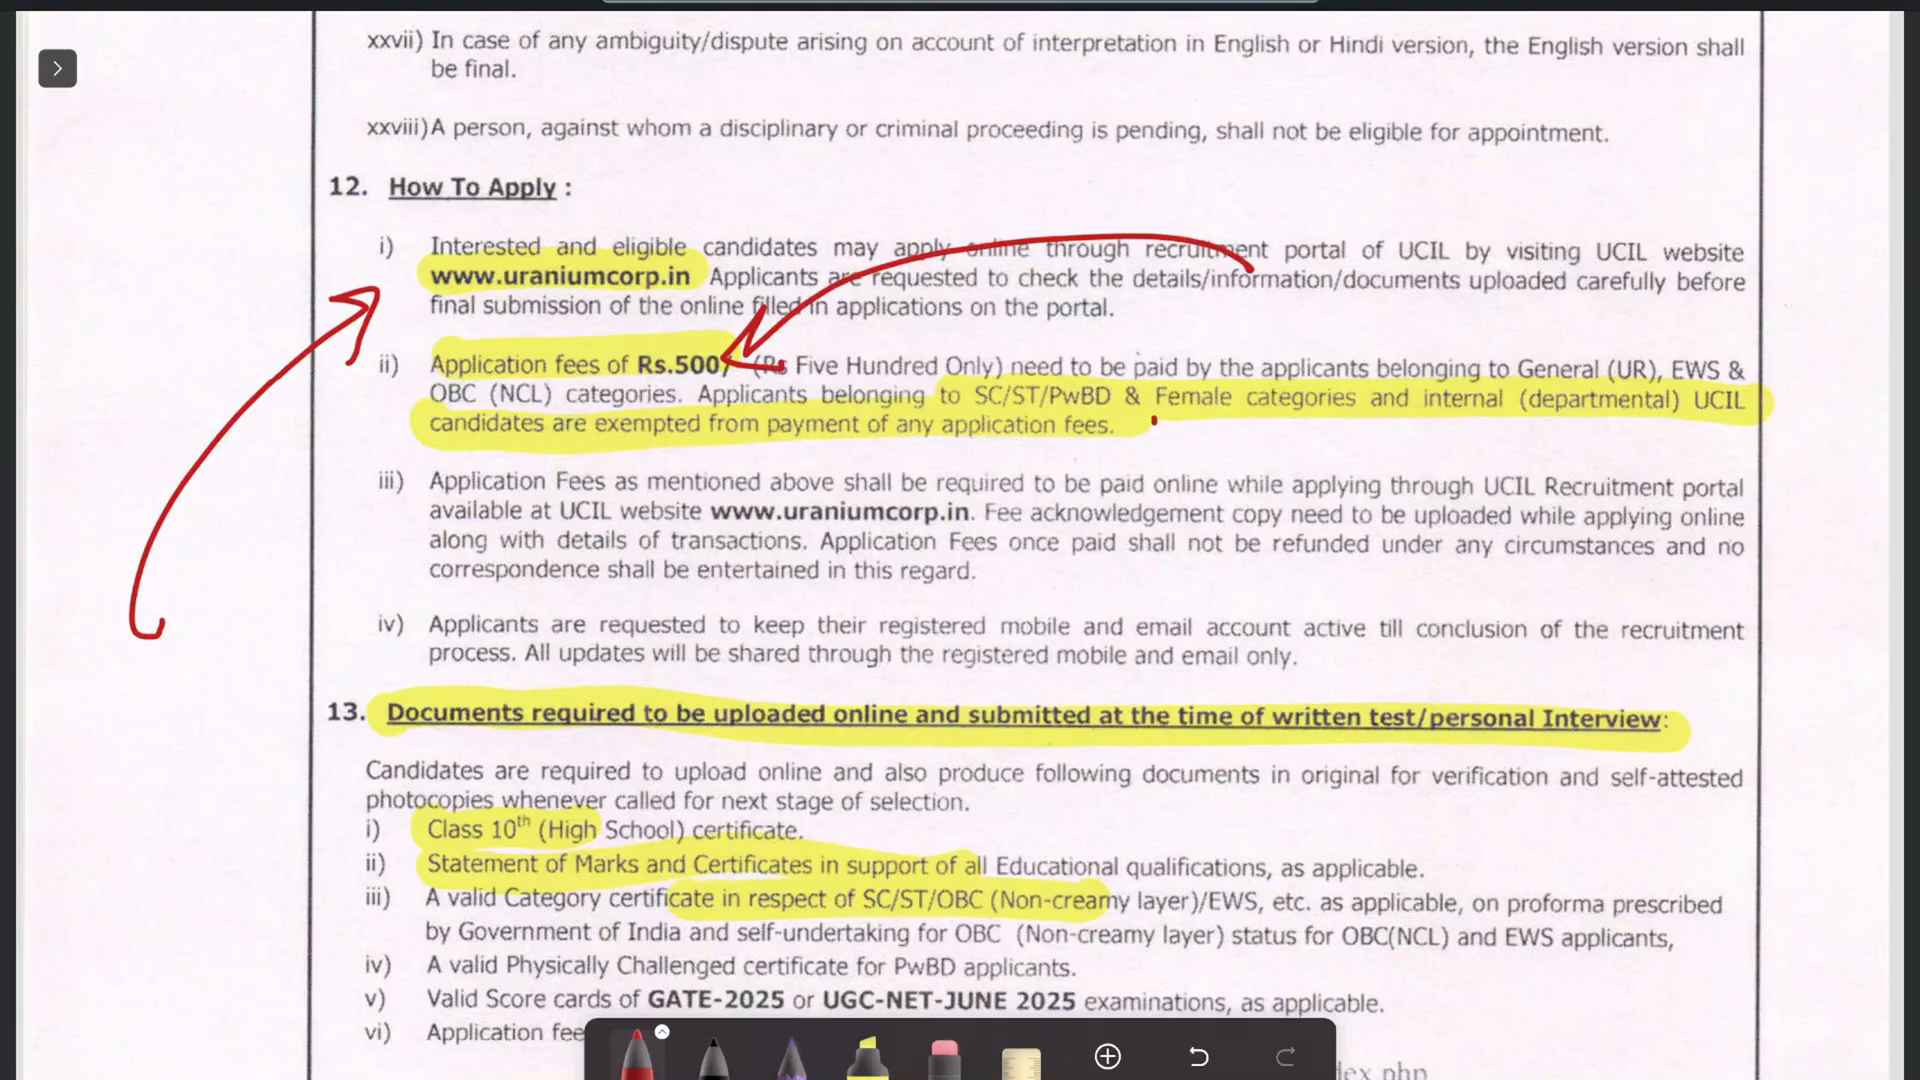 xxvii) In case of any ambiguity/dispute arising on account of interpretation in English or Hindi version, the English version shall
be final.
xxviii) A person, against whom a disciplinary or criminal proceeding is pending, shall not be eligible for appointment.
12. How To Apply :
i) Interested and eligible candidates may apply online through recruitment portal of UCIL by visiting UCIL website
www.uraniumcorp.in Applicants are requested to check the details/information/documents uploaded carefully before
final submission of the online filled in applications on the portal.
ii) Application fees of Rs.500/ (Rs Five Hundred Only) need to be paid by the applicants belonging to General (UR), EWS &
OBC (NCL) categories. Applicants belonging to SC/ST/PwBD & Female categories and internal (departmental) UCIL
candidates are exempted from payment of any application fees.
iii) Application Fees as mentioned above shall be required to be paid online while applying through UCIL Recruitment portal
available at UCIL website www.uraniumcorp.in. Fee acknowledgement copy need to be uploaded while applying online
along with details of transactions. Application Fees once paid shall not be refunded under any circumstances and no
correspondence shall be entertained in this regard.
iv) Applicants are requested to keep their registered mobile and email account active till conclusion of the recruitment
process. All updates will be shared through the registered mobile and email only.
13. Documents required to be uploaded online and submitted at the time of written test/personal Interview:
Candidates are required to upload online and also produce following documents in original for verification and self-attested
photocopies whenever called for next stage of selection.
i) Class 10th (High School) certificate.
ii) Statement of Marks and Certificates in support of all Educational qualifications, as applicable.
iii) A valid Category certificate in respect of SC/ST/OBC (Non-creamy layer)/EWS, etc. as applicable, on proforma prescribed
by Government of India and self-undertaking for OBC (Non-creamy layer) status for OBC(NCL) and EWS applicants,
iv) A valid Physically Challenged certificate for PwBD applicants.
v) Valid Score cards of GATE-2025 or UGC-NET-JUNE 2025 examinations, as applicable.
vi) Application fee
dex.php